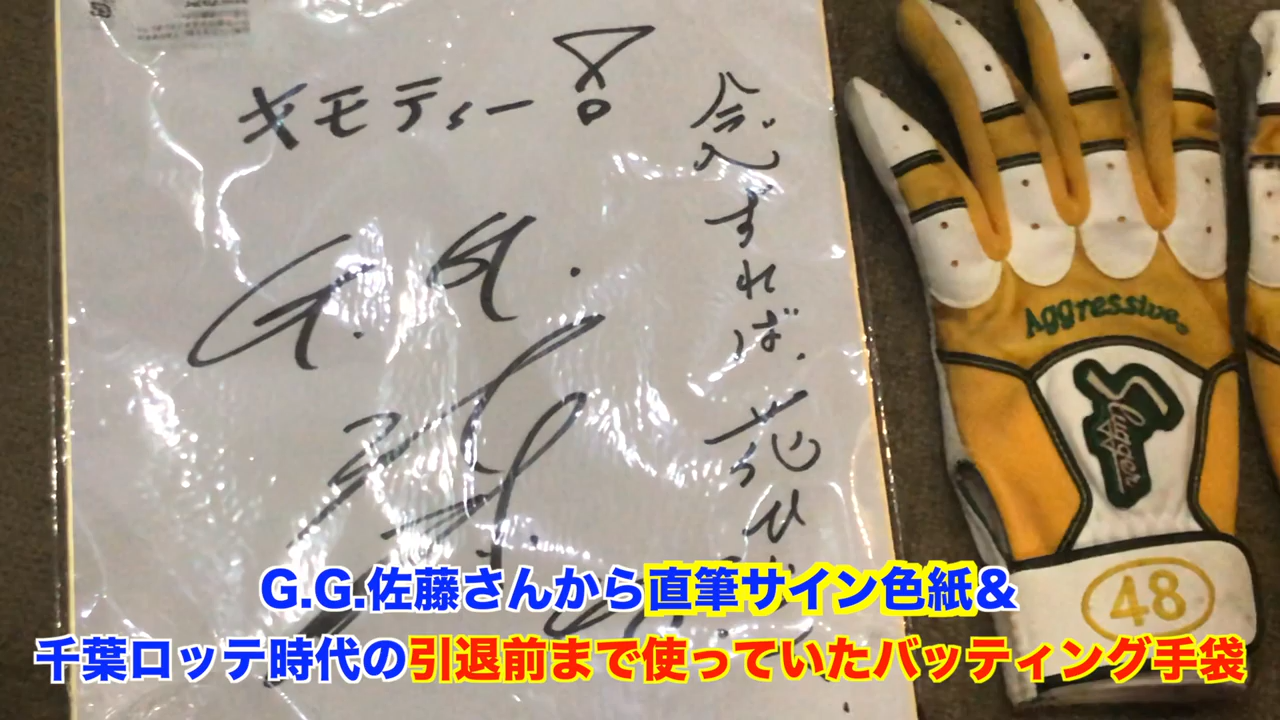 キモティー!
G.G.
念ずれば、花ひ
Aggressive
Slugger
48
G.G.佐藤さんから直筆サイン色紙&
千葉ロッテ時代の引退前まで使っていたバッティング手袋